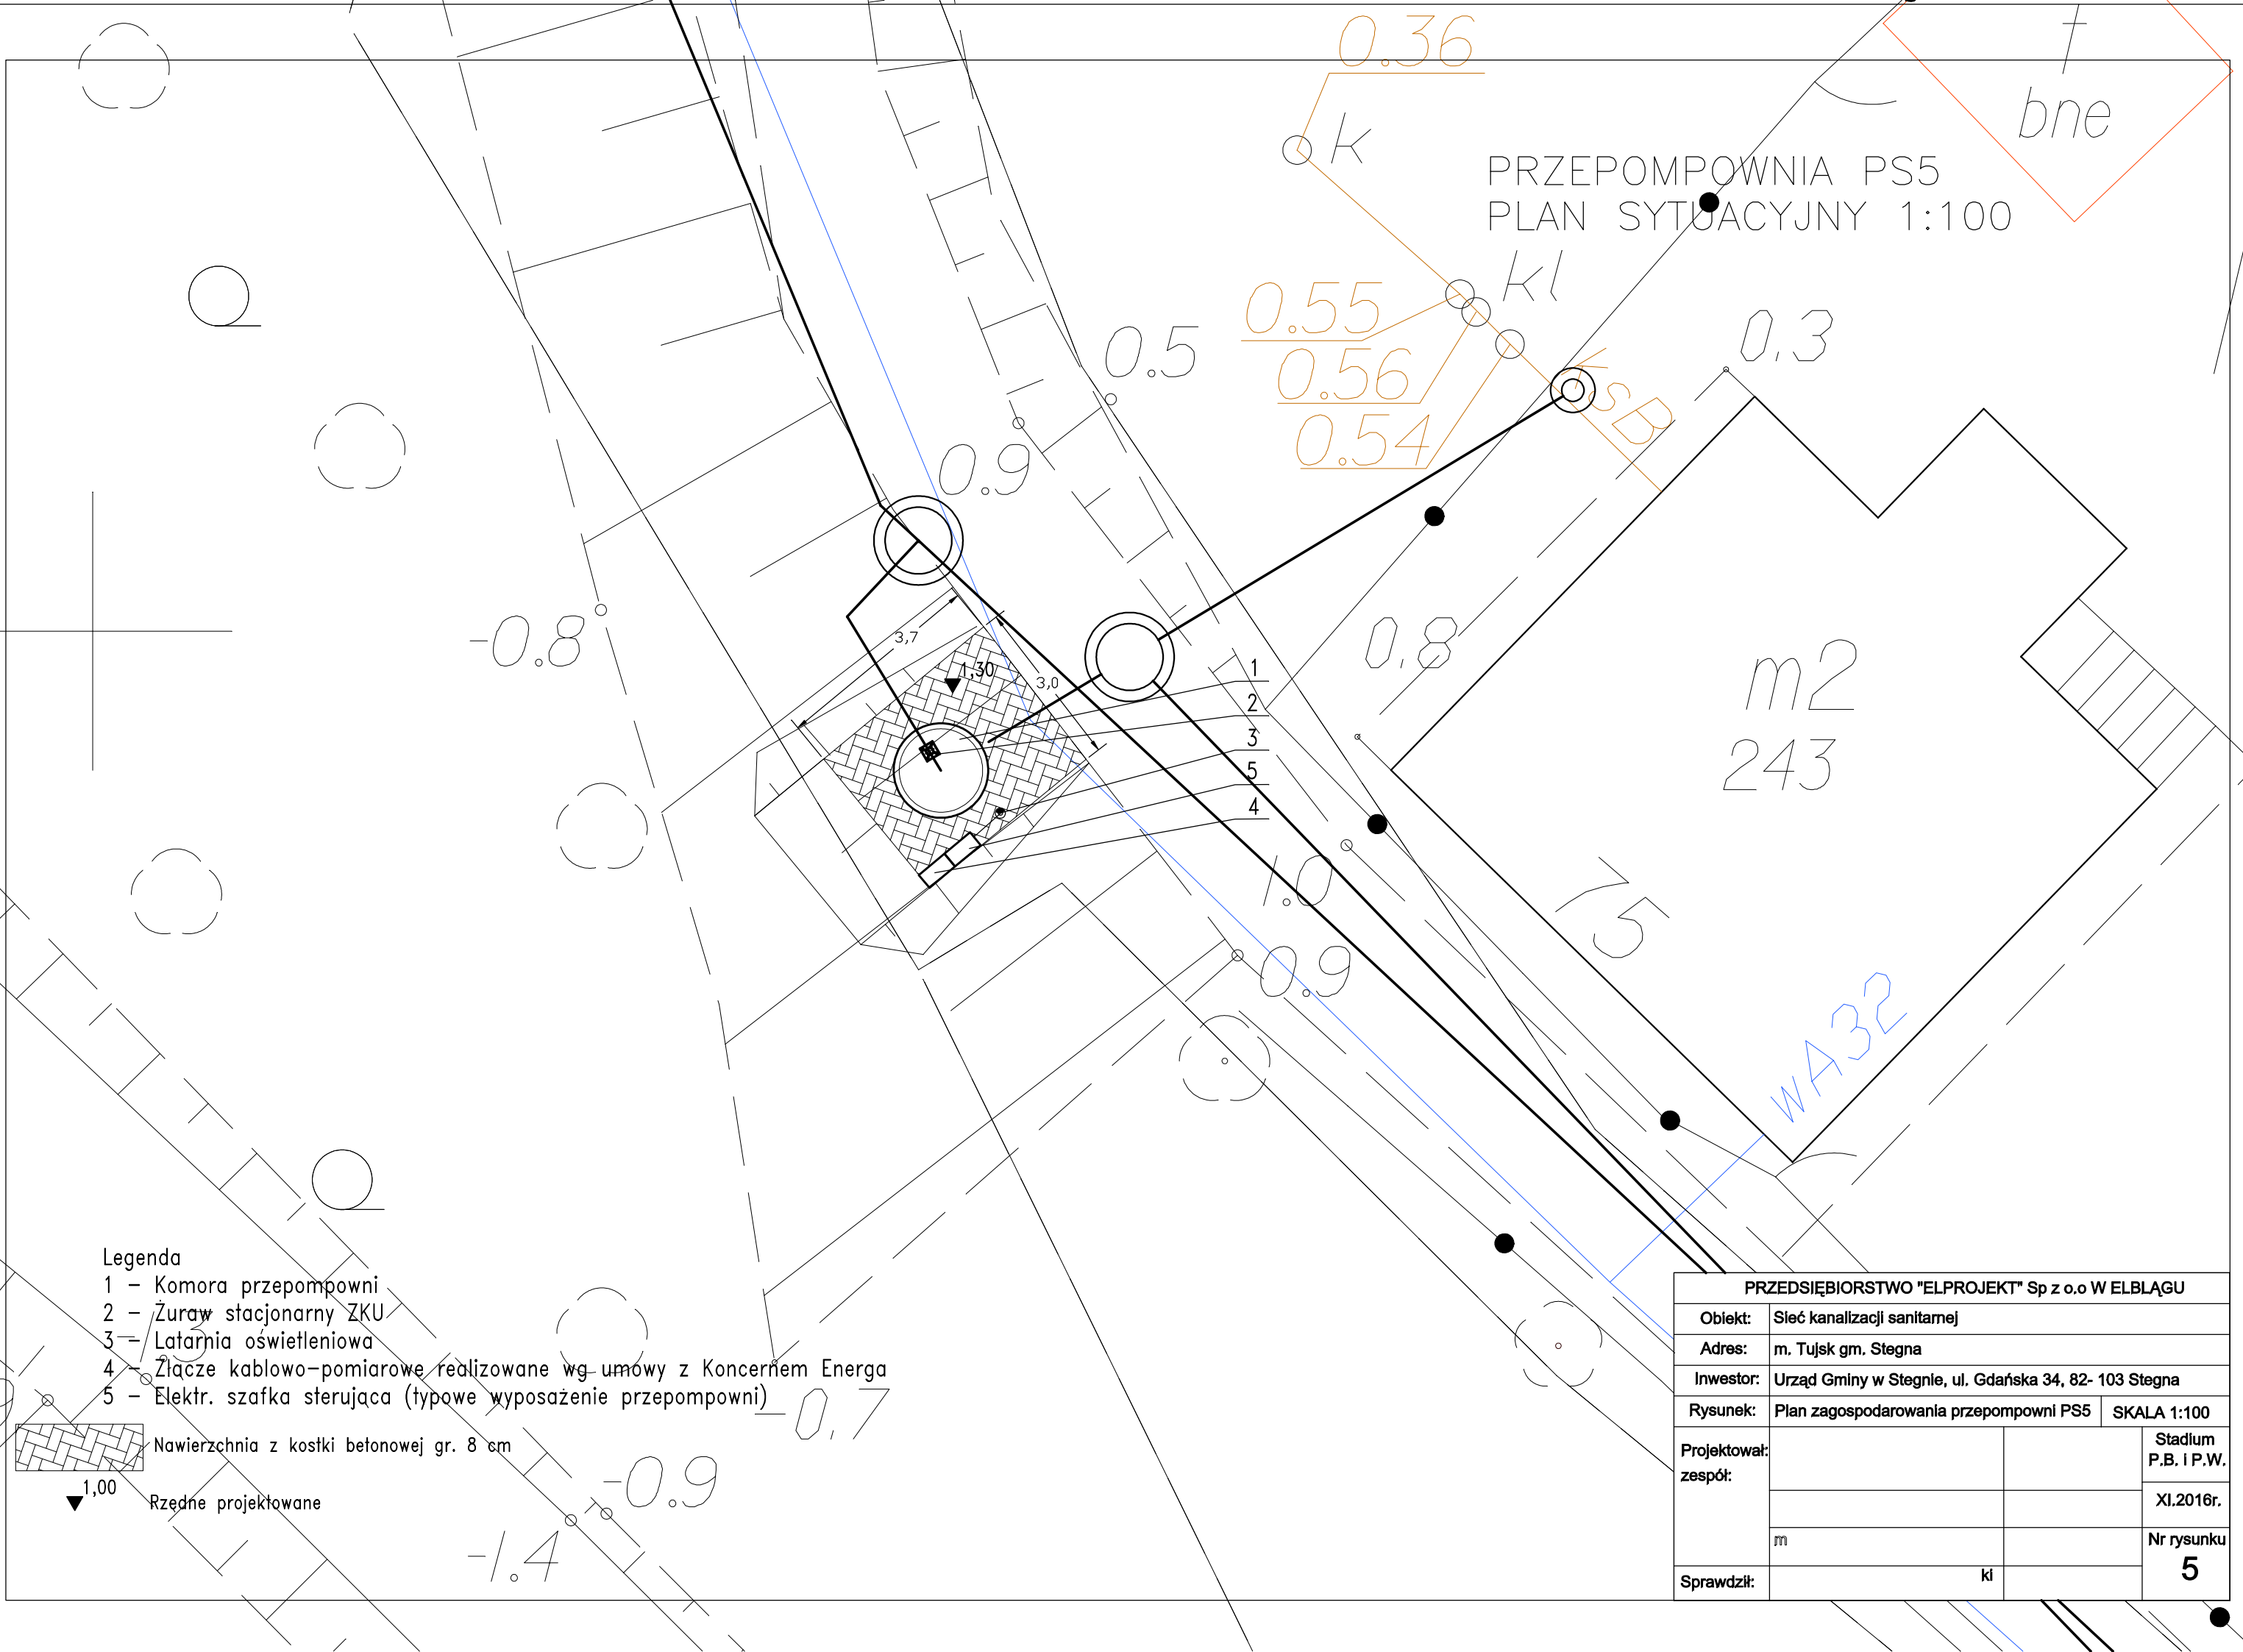 0.36
k
t
bne
PRZEPOMPOWNIA PS5
PLAN SYTUACYJNY 1:100
kl
0.55
0.56
0.54
KsB
0.5
0.3
0.9
-0.8
0,8
3,7
1,30
3,0
1
2
3
5
4
m2
243
1.0
0.9
75
wA32
Legenda
1 – Komora przepompowni
2 – Żuraw stacjonarny ZKU
3 – Latarnia oświetleniowa
4 – Złącze kablowo–pomiarowe realizowane wg umowy z Koncernem Energa
5 – Elektr. szafka sterująca (typowe wyposażenie przepompowni)
Nawierzchnia z kostki betonowej gr. 8 cm
1,00
Rzędne projektowane
-0,7
-0.9
-1.4
PRZEDSIĘBIORSTWO "ELPROJEKT" Sp z o.o W ELBLĄGU
Obiekt: Sieć kanalizacji sanitarnej
Adres: m. Tujsk gm. Stegna
Inwestor: Urząd Gminy w Stegnie, ul. Gdańska 34, 82- 103 Stegna
Rysunek: Plan zagospodarowania przepompowni PS5 SKALA 1:100
Projektował:
zespół:
Stadium
P.B. i P.W.
XI.2016r.
m
Nr rysunku
5
Sprawdził:
ki